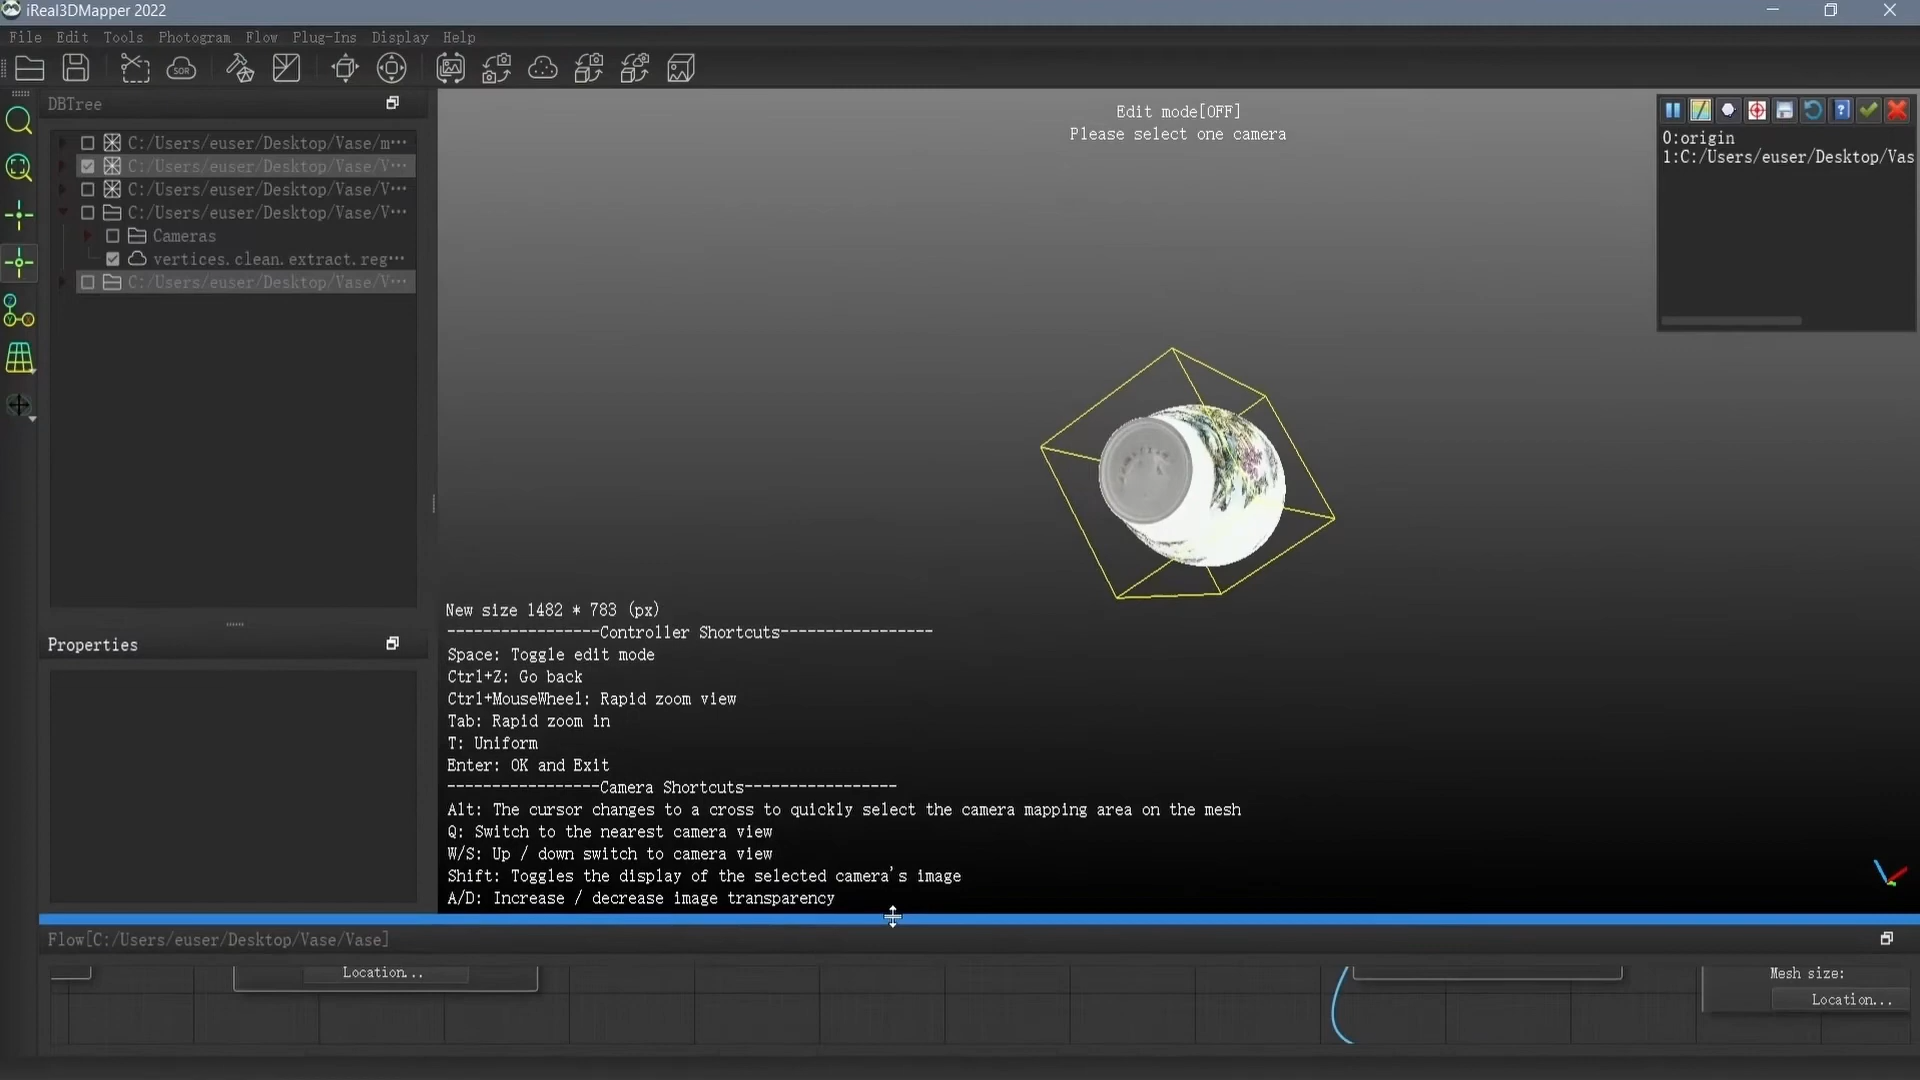 iReal3DMapper 2022
File Edit Tools Photogram Flow Plug-Ins Display Help
SOR
DBTree
C:/Users/euser/Desktop/Vase/m···
C:/Users/euser/Desktop/Vase/V···
C:/Users/euser/Desktop/Vase/V···
C:/Users/euser/Desktop/Vase/V···
Cameras
vertices.clean.extract.reg···
C:/Users/euser/Desktop/Vase/V···
Properties
Edit mode[OFF]
Please select one camera
0:origin
1:C:/Users/euser/Desktop/Vas
New size 1482 * 783 (px)
-----------------Controller Shortcuts-----------------
Space: Toggle edit mode
Ctrl+Z: Go back
Ctrl+MouseWheel: Rapid zoom view
Tab: Rapid zoom in
T: Uniform
Enter: OK and Exit
-----------------Camera Shortcuts-----------------
Alt: The cursor changes to a cross to quickly select the camera mapping area on the mesh
Q: Switch to the nearest camera view
W/S: Up / down switch to camera view
Shift: Toggles the display of the selected camera's image
A/D: Increase / decrease image transparency
Flow[C:/Users/euser/Desktop/Vase/Vase]
Location...
Mesh size:
Location...